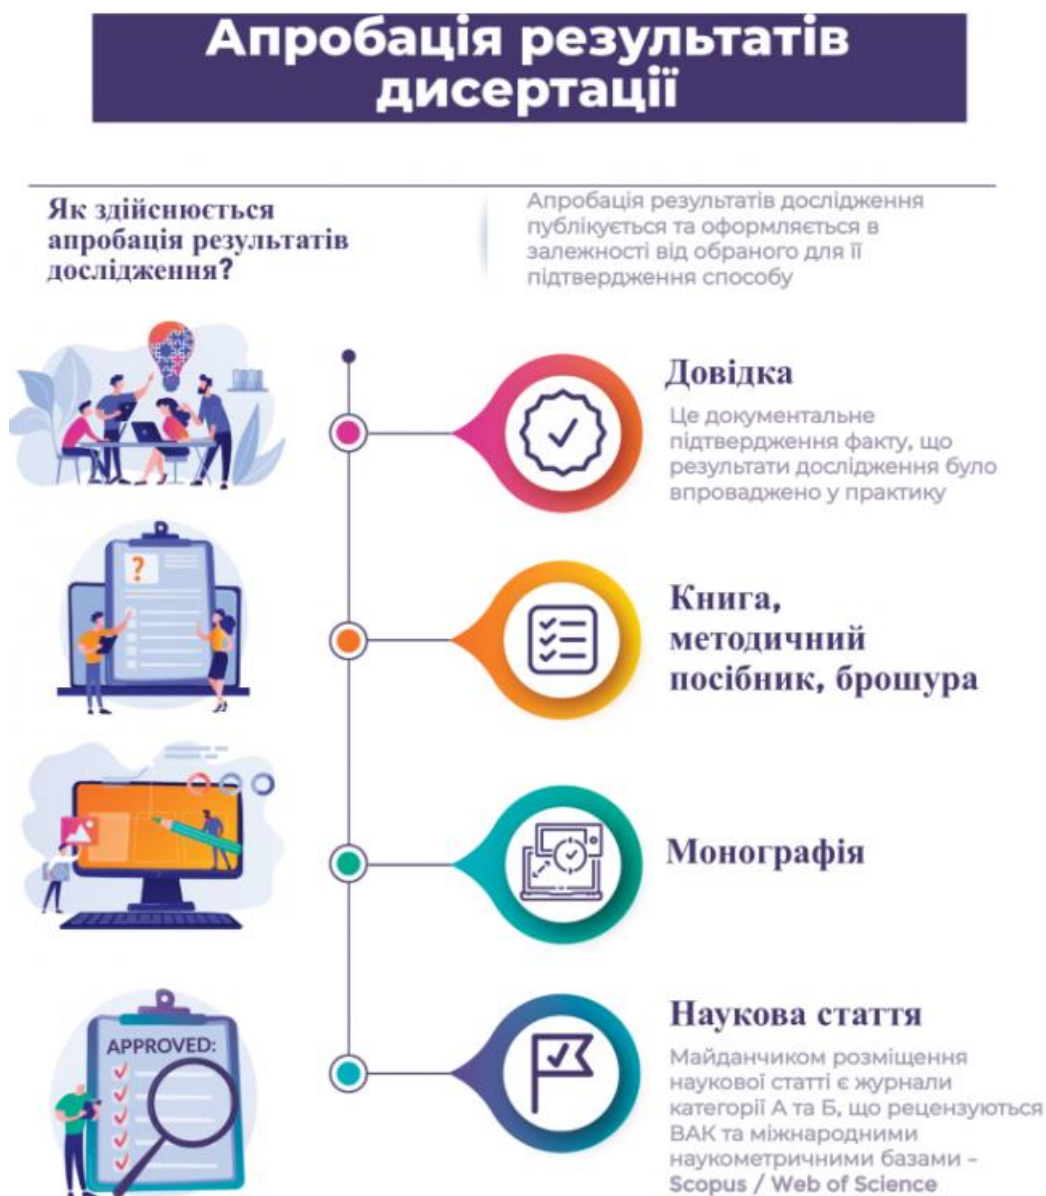 Апробація результатів
дисертації
Як здійснюється
апробація результатів
дослідження?
Апробація результатів дослідження
публікується та оформляється в
залежності від обраного для її
підтвердження способу
Довідка
Це документальне
підтвердження факту, що
результати дослідження було
впроваджено у практику
?
Книга,
методичний
посібник, брошура
Монографія
APPROVED:
Наукова стаття
Майданчиком розміщення
наукової статті є журнали
категорії А та Б, що рецензуються
ВАК та міжнародними
наукометричними базами –
Scopus / Web of Science